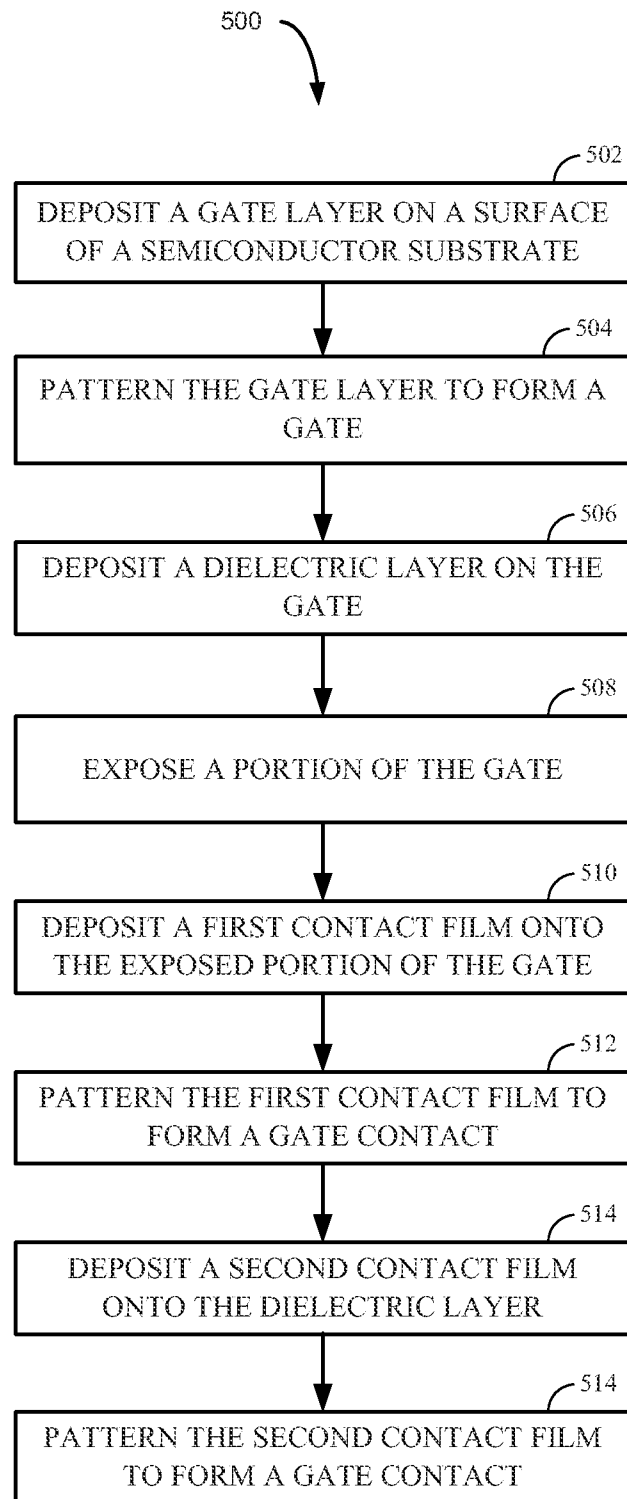 500
502
DEPOSIT A GATE LAYER ON A SURFACE
OF A SEMICONDUCTOR SUBSTRATE
504
PATTERN THE GATE LAYER TO FORM A
GATE
506
DEPOSIT A DIELECTRIC LAYER ON THE
GATE
508
EXPOSE A PORTION OF THE GATE
510
DEPOSIT A FIRST CONTACT FILM ONTO
THE EXPOSED PORTION OF THE GATE
512
PATTERN THE FIRST CONTACT FILM TO
FORM A GATE CONTACT
514
DEPOSIT A SECOND CONTACT FILM
ONTO THE DIELECTRIC LAYER
514
PATTERN THE SECOND CONTACT FILM
TO FORM A GATE CONTACT